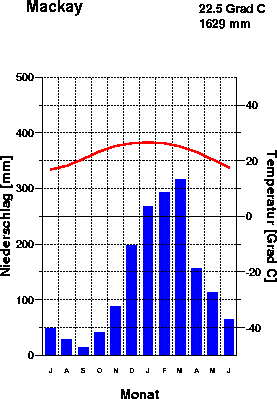 Mackay
22.5 Grad C
1629 mm
500
400
300
200
100
0
Niederschlag [mm]
40
20
0
-20
-40
Temperatur [Grad C]
J A S O N D J F M A M J
Monat